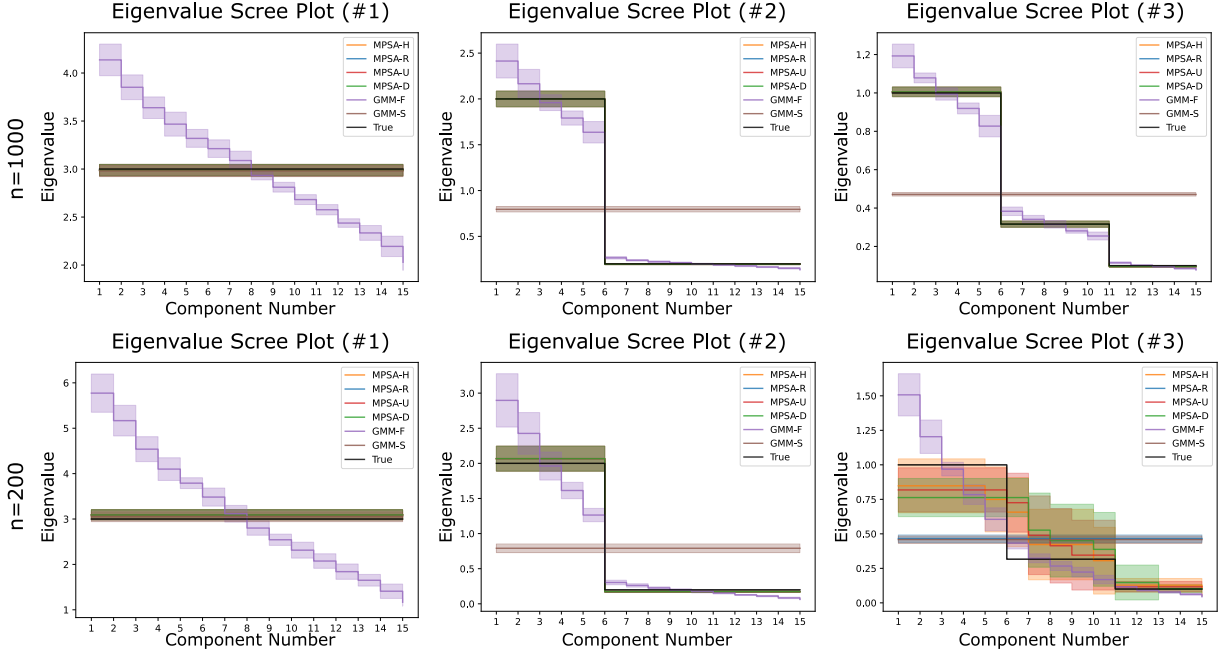 Eigenvalue Scree Plot (#1)
Eigenvalue
4.0
3.5
3.0
2.5
2.0
MPSA-H
MPSA-R
MPSA-U
MPSA-D
GMM-F
GMM-S
True
1 2 3 4 5 6 7 8 9 10 11 12 13 14 15
Component Number
n=1000
Eigenvalue Scree Plot (#2)
Eigenvalue
2.5
2.0
1.5
1.0
0.5
MPSA-H
MPSA-R
MPSA-U
MPSA-D
GMM-F
GMM-S
True
1 2 3 4 5 6 7 8 9 10 11 12 13 14 15
Component Number
Eigenvalue Scree Plot (#3)
Eigenvalue
1.2
1.0
0.8
0.6
0.4
0.2
MPSA-H
MPSA-R
MPSA-U
MPSA-D
GMM-F
GMM-S
True
1 2 3 4 5 6 7 8 9 10 11 12 13 14 15
Component Number
Eigenvalue Scree Plot (#1)
Eigenvalue
6
5
4
3
2
1
MPSA-H
MPSA-R
MPSA-U
MPSA-D
GMM-F
GMM-S
True
1 2 3 4 5 6 7 8 9 10 11 12 13 14 15
Component Number
n=200
Eigenvalue Scree Plot (#2)
Eigenvalue
3.0
2.5
2.0
1.5
1.0
0.5
0.0
MPSA-H
MPSA-R
MPSA-U
MPSA-D
GMM-F
GMM-S
True
1 2 3 4 5 6 7 8 9 10 11 12 13 14 15
Component Number
Eigenvalue Scree Plot (#3)
Eigenvalue
1.50
1.25
1.00
0.75
0.50
0.25
0.00
MPSA-H
MPSA-R
MPSA-U
MPSA-D
GMM-F
GMM-S
True
1 2 3 4 5 6 7 8 9 10 11 12 13 14 15
Component Number